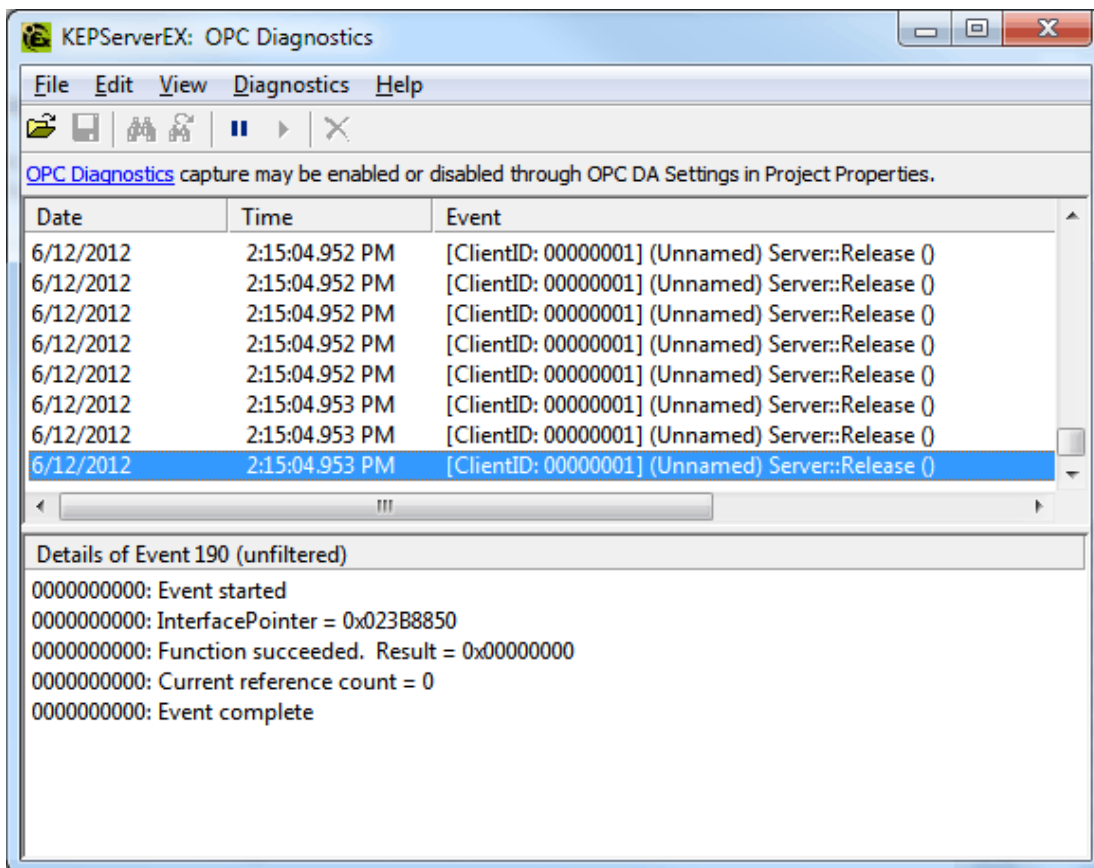 KEPServerEX: OPC Diagnostics
File Edit View Diagnostics Help
OPC Diagnostics capture may be enabled or disabled through OPC DA Settings in Project Properties.
Date Time Event
6/12/2012 2:15:04.952 PM [ClientID: 00000001] (Unnamed) Server::Release ()
6/12/2012 2:15:04.952 PM [ClientID: 00000001] (Unnamed) Server::Release ()
6/12/2012 2:15:04.952 PM [ClientID: 00000001] (Unnamed) Server::Release ()
6/12/2012 2:15:04.952 PM [ClientID: 00000001] (Unnamed) Server::Release ()
6/12/2012 2:15:04.952 PM [ClientID: 00000001] (Unnamed) Server::Release ()
6/12/2012 2:15:04.953 PM [ClientID: 00000001] (Unnamed) Server::Release ()
6/12/2012 2:15:04.953 PM [ClientID: 00000001] (Unnamed) Server::Release ()
6/12/2012 2:15:04.953 PM [ClientID: 00000001] (Unnamed) Server::Release ()
Details of Event 190 (unfiltered)
0000000000: Event started
0000000000: InterfacePointer = 0x023B8850
0000000000: Function succeeded.  Result = 0x00000000
0000000000: Current reference count = 0
0000000000: Event complete